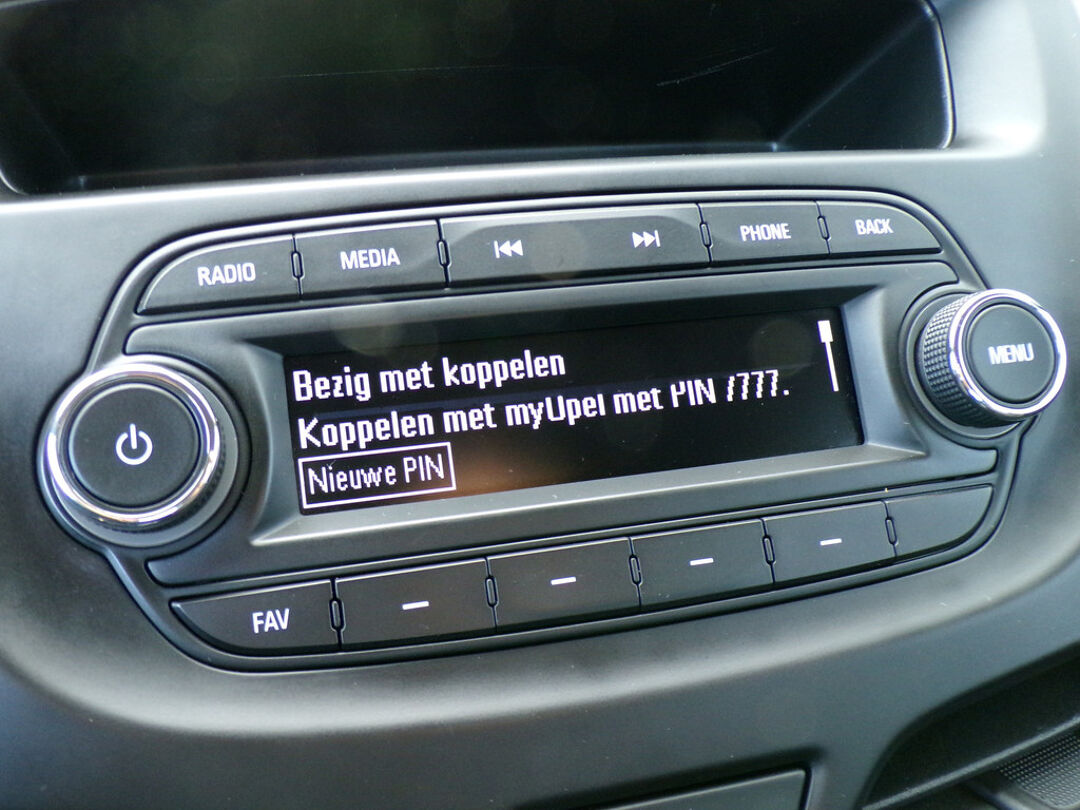 RADIO MEDIA PHONE BACK
Bezig met koppelen
Koppelen met myOpel met PIN 7777.
Nieuwe PIN
MENU
FAV